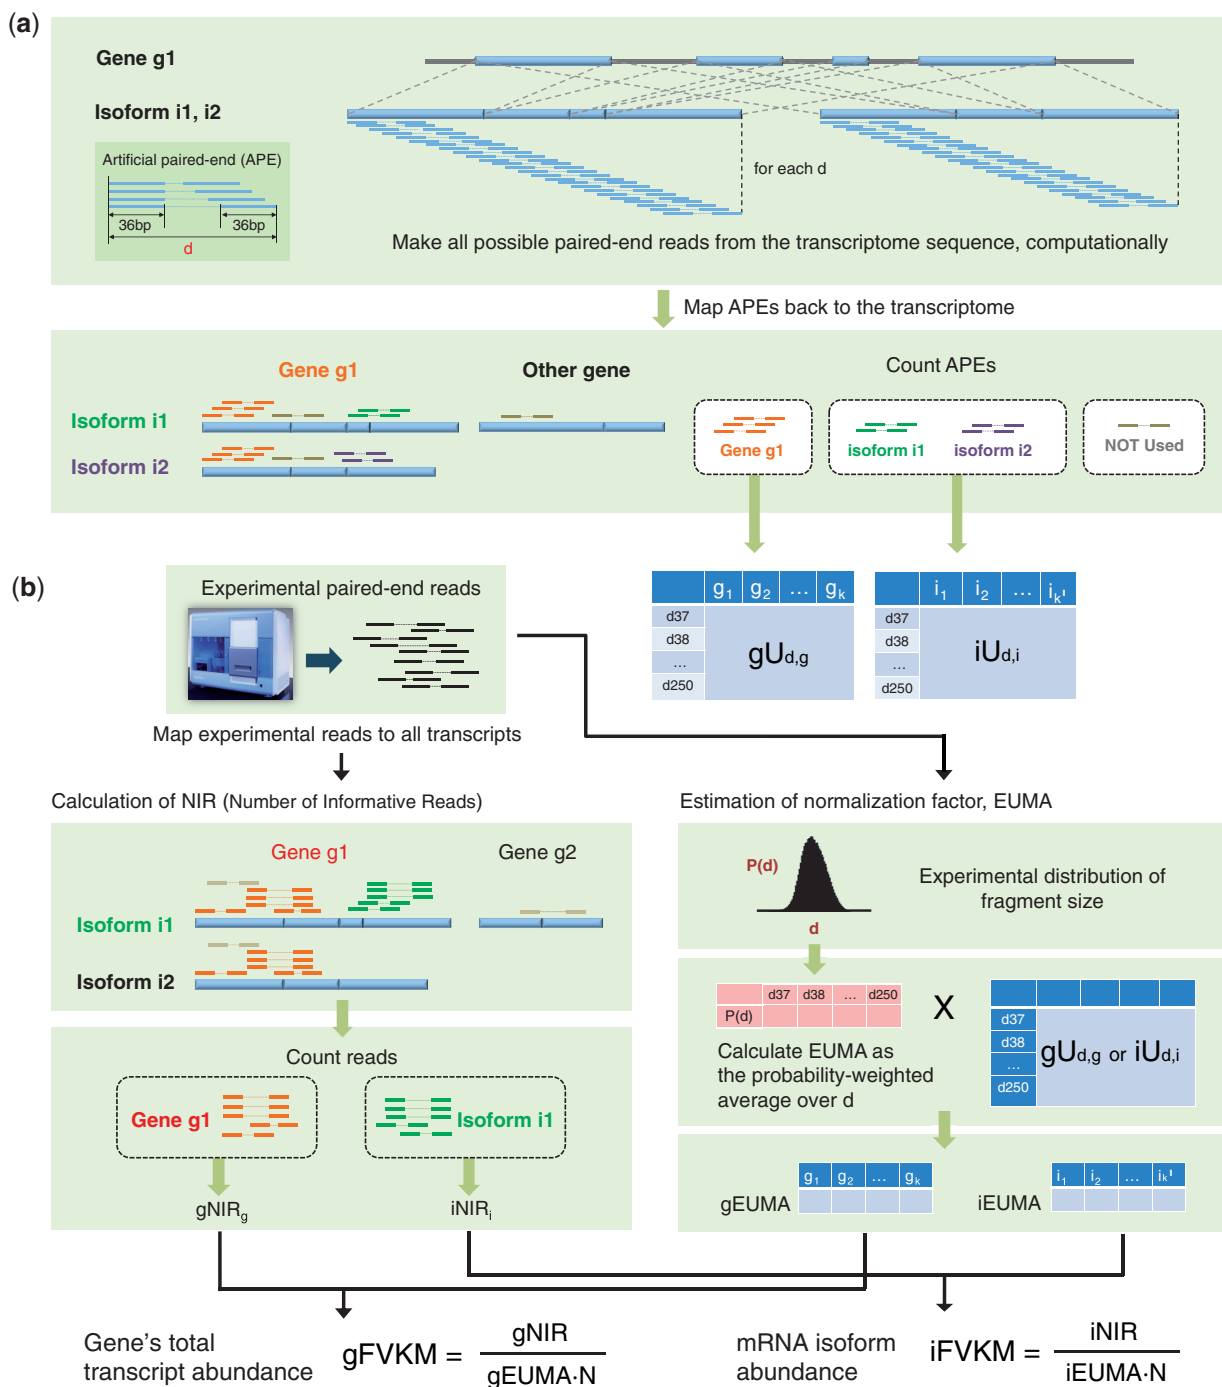 (a)
Gene g1
Isoform i1, i2
Artificial paired-end (APE)
36bp 36bp
d
for each d
Make all possible paired-end reads from the transcriptome sequence, computationally
Map APEs back to the transcriptome
Gene g1
Other gene
Count APEs
Isoform i1
Isoform i2
Gene g1
isoform i1
isoform i2
NOT Used
(b)
Experimental paired-end reads
g1 g2 ... gk
d37
d38
...
d250
gUd,g
i1 i2 ... ik'
d37
d38
...
d250
iUd,i
Map experimental reads to all transcripts
Calculation of NIR (Number of Informative Reads)
Gene g1
Gene g2
Isoform i1
Isoform i2
Count reads
Gene g1
Isoform i1
gNIRg
iNIRi
Estimation of normalization factor, EUMA
P(d)
d
Experimental distribution of
fragment size
d37 d38 ... d250
P(d)
X
d37
d38
...
d250
gUd,g or iUd,i
Calculate EUMA as
the probability-weighted
average over d
g1 g2 ... gk
gEUMA
i1 i2 ... ik'
iEUMA
Gene's total
transcript abundance
gFVKM = gNIR
gEUMA·N
mRNA isoform
abundance
iFVKM = iNIR
iEUMA·N